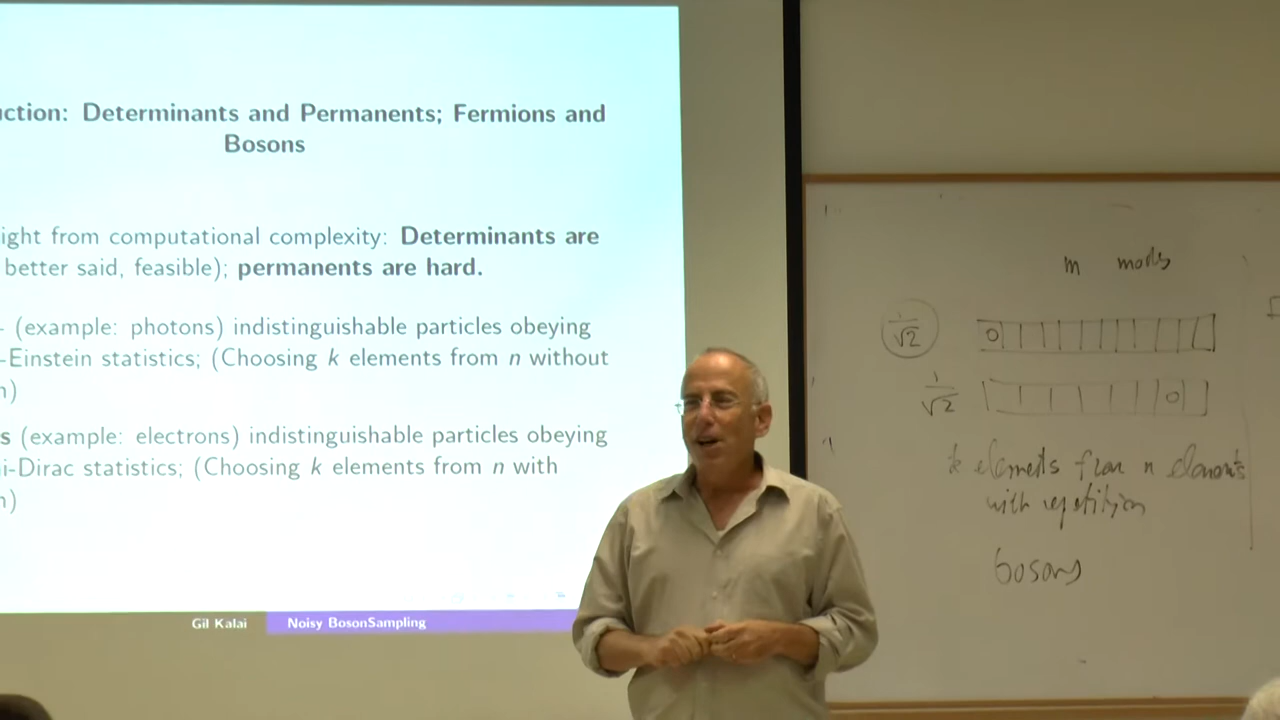 uction: Determinants and Permanents; Fermions and
Bosons
ight from computational complexity: Determinants are
better said, feasible); permanents are hard.
- (example: photons) indistinguishable particles obeying
-Einstein statistics; (Choosing k elements from n without
n)
s (example: electrons) indistinguishable particles obeying
i-Dirac statistics; (Choosing k elements from n with
n)
Gil Kalai Noisy BosonSampling
m modes
1/√2 0
1/√2 0
k elements from n elements
with repetition
bosons